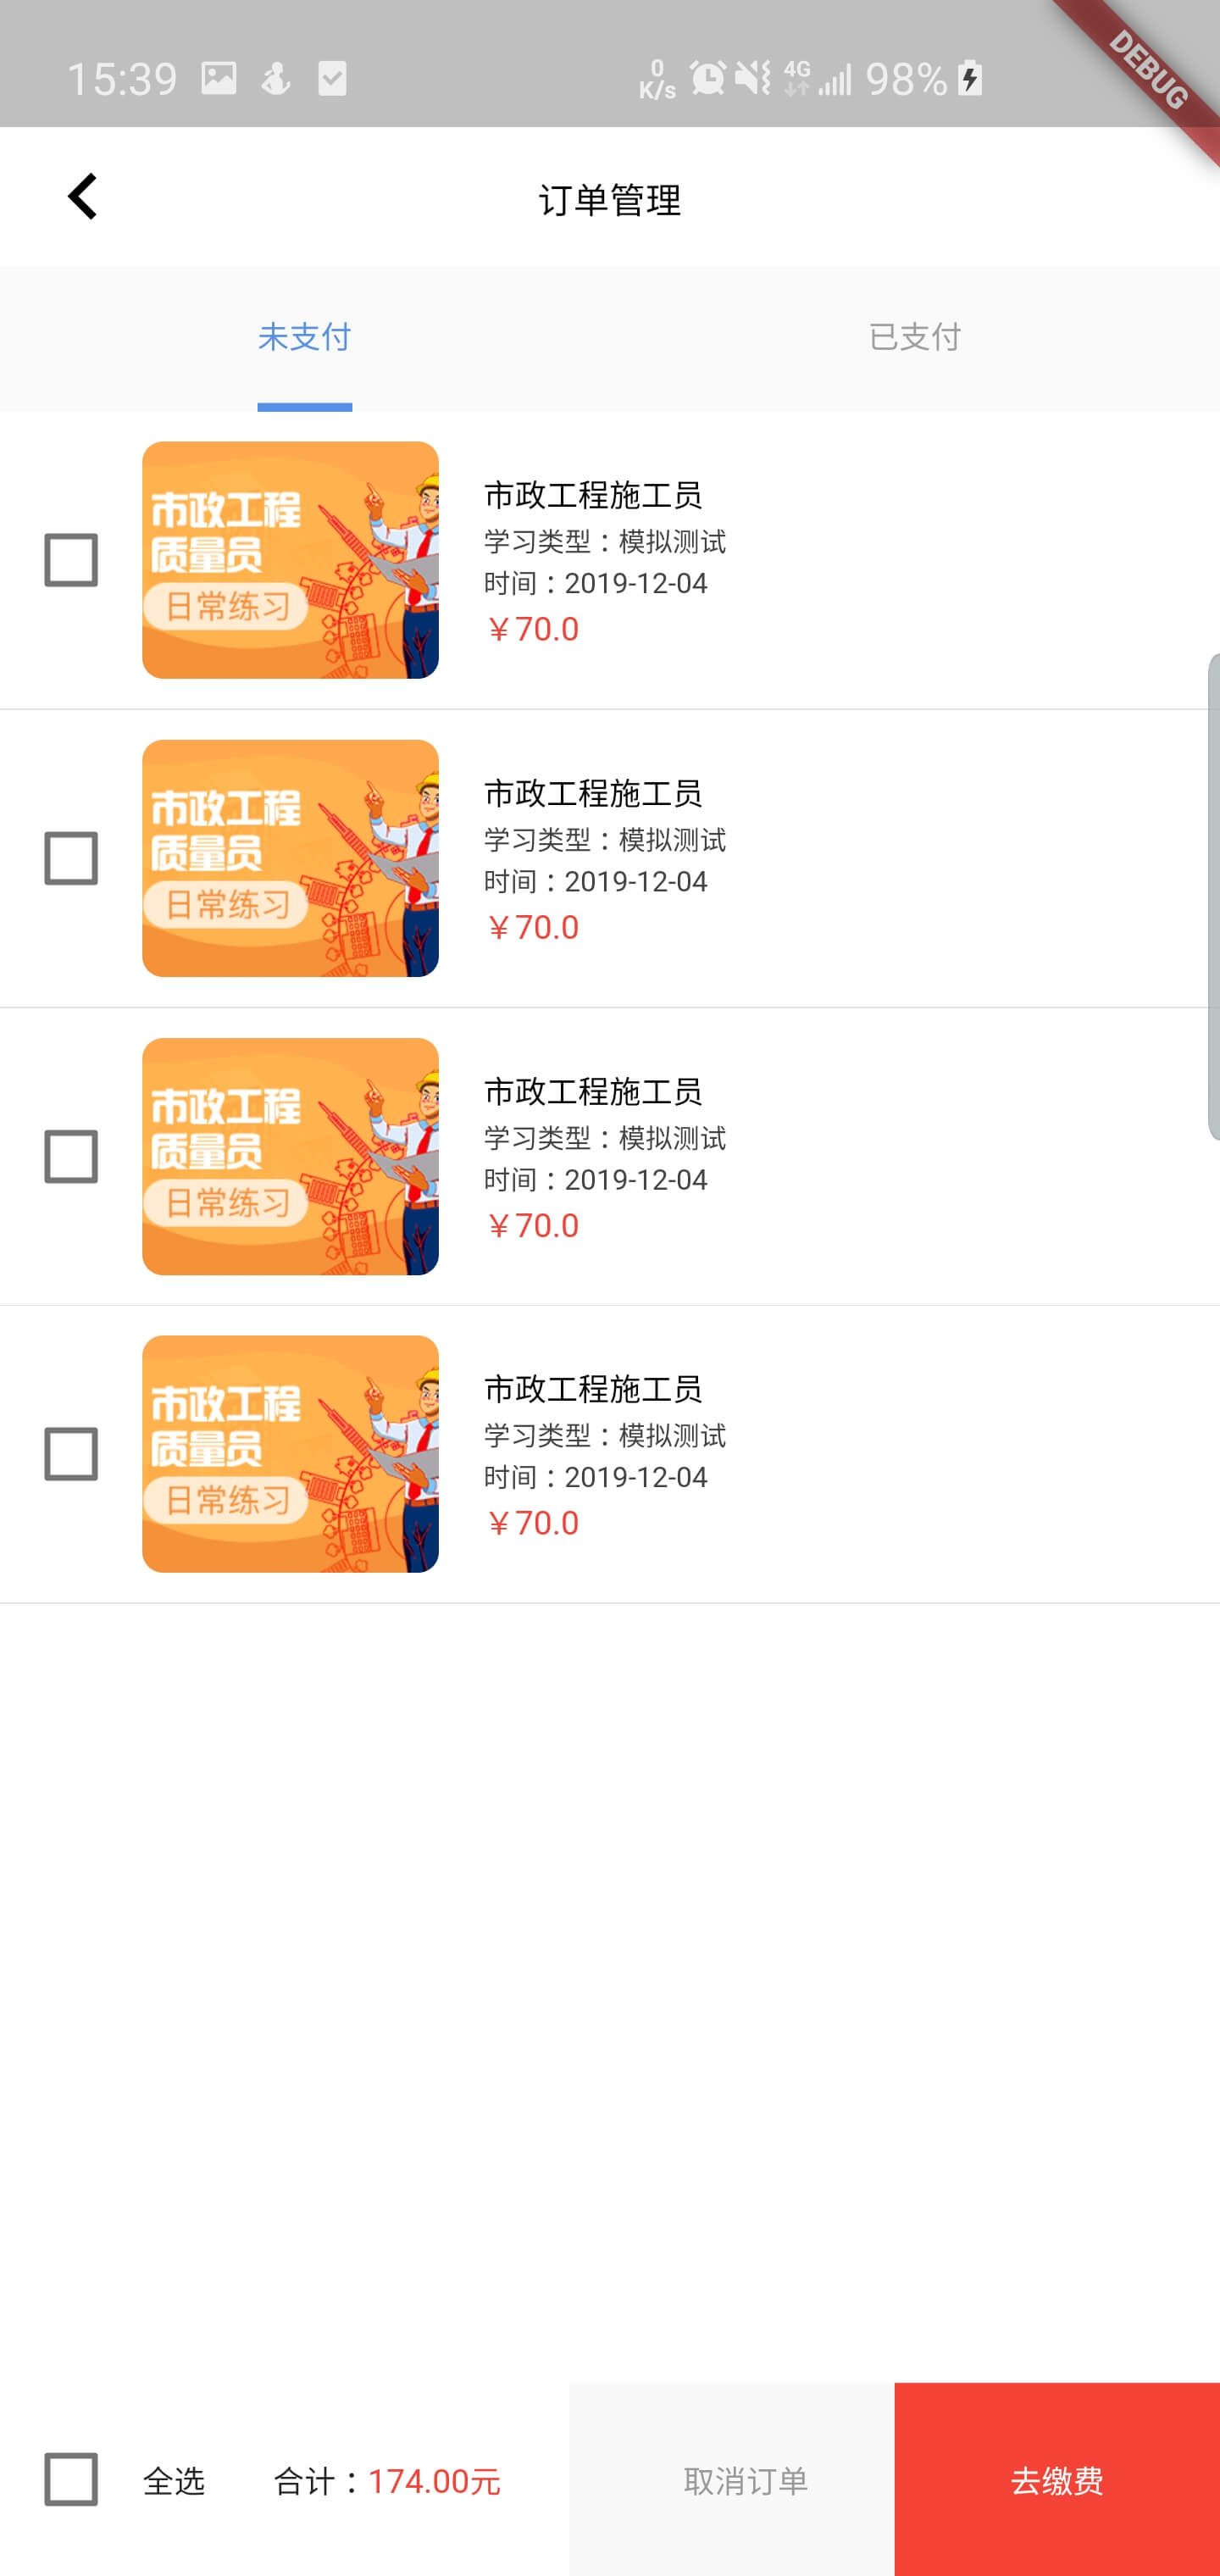 15:39
0
K/s
4G
98%
DEBUG
订单管理
未支付
已支付
市政工程
质量员
日常练习
市政工程施工员
学习类型：模拟测试
时间：2019-12-04
￥70.0
市政工程
质量员
日常练习
市政工程施工员
学习类型：模拟测试
时间：2019-12-04
￥70.0
市政工程
质量员
日常练习
市政工程施工员
学习类型：模拟测试
时间：2019-12-04
￥70.0
市政工程
质量员
日常练习
市政工程施工员
学习类型：模拟测试
时间：2019-12-04
￥70.0
全选
合计：174.00元
取消订单
去缴费